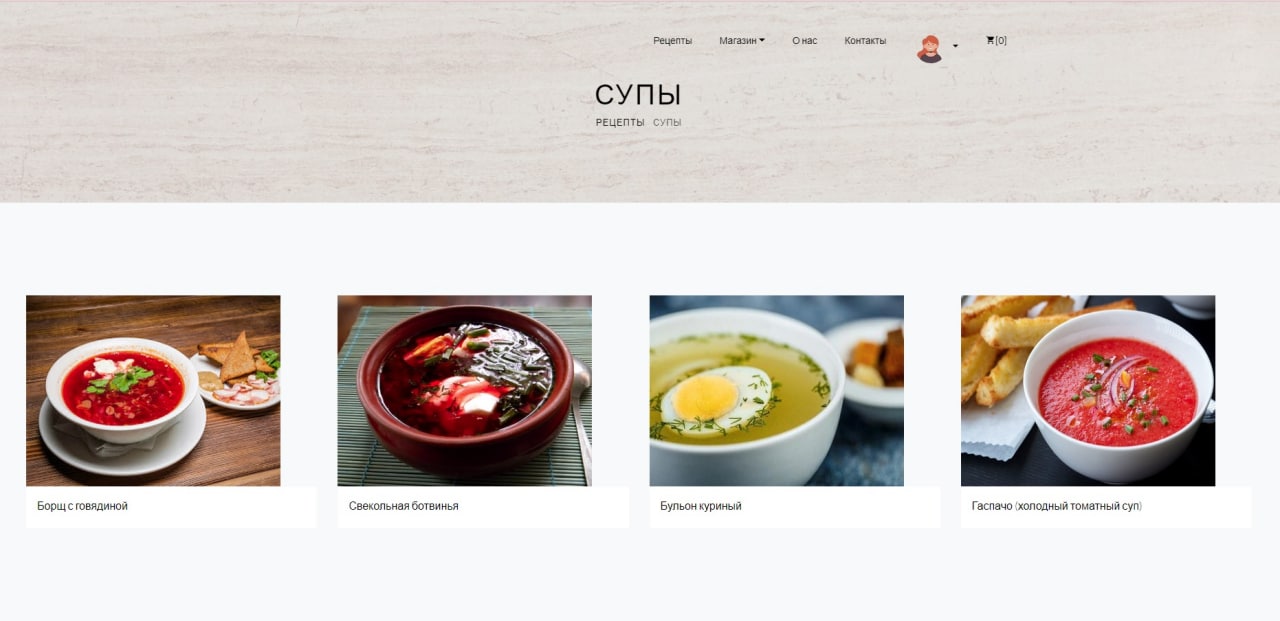 Рецепты Магазин О нас Контакты [0]
СУПЫ
РЕЦЕПТЫ СУПЫ
Борщ с говядиной
Свекольная ботвинья
Бульон куриный
Гаспачо (холодный томатный суп)